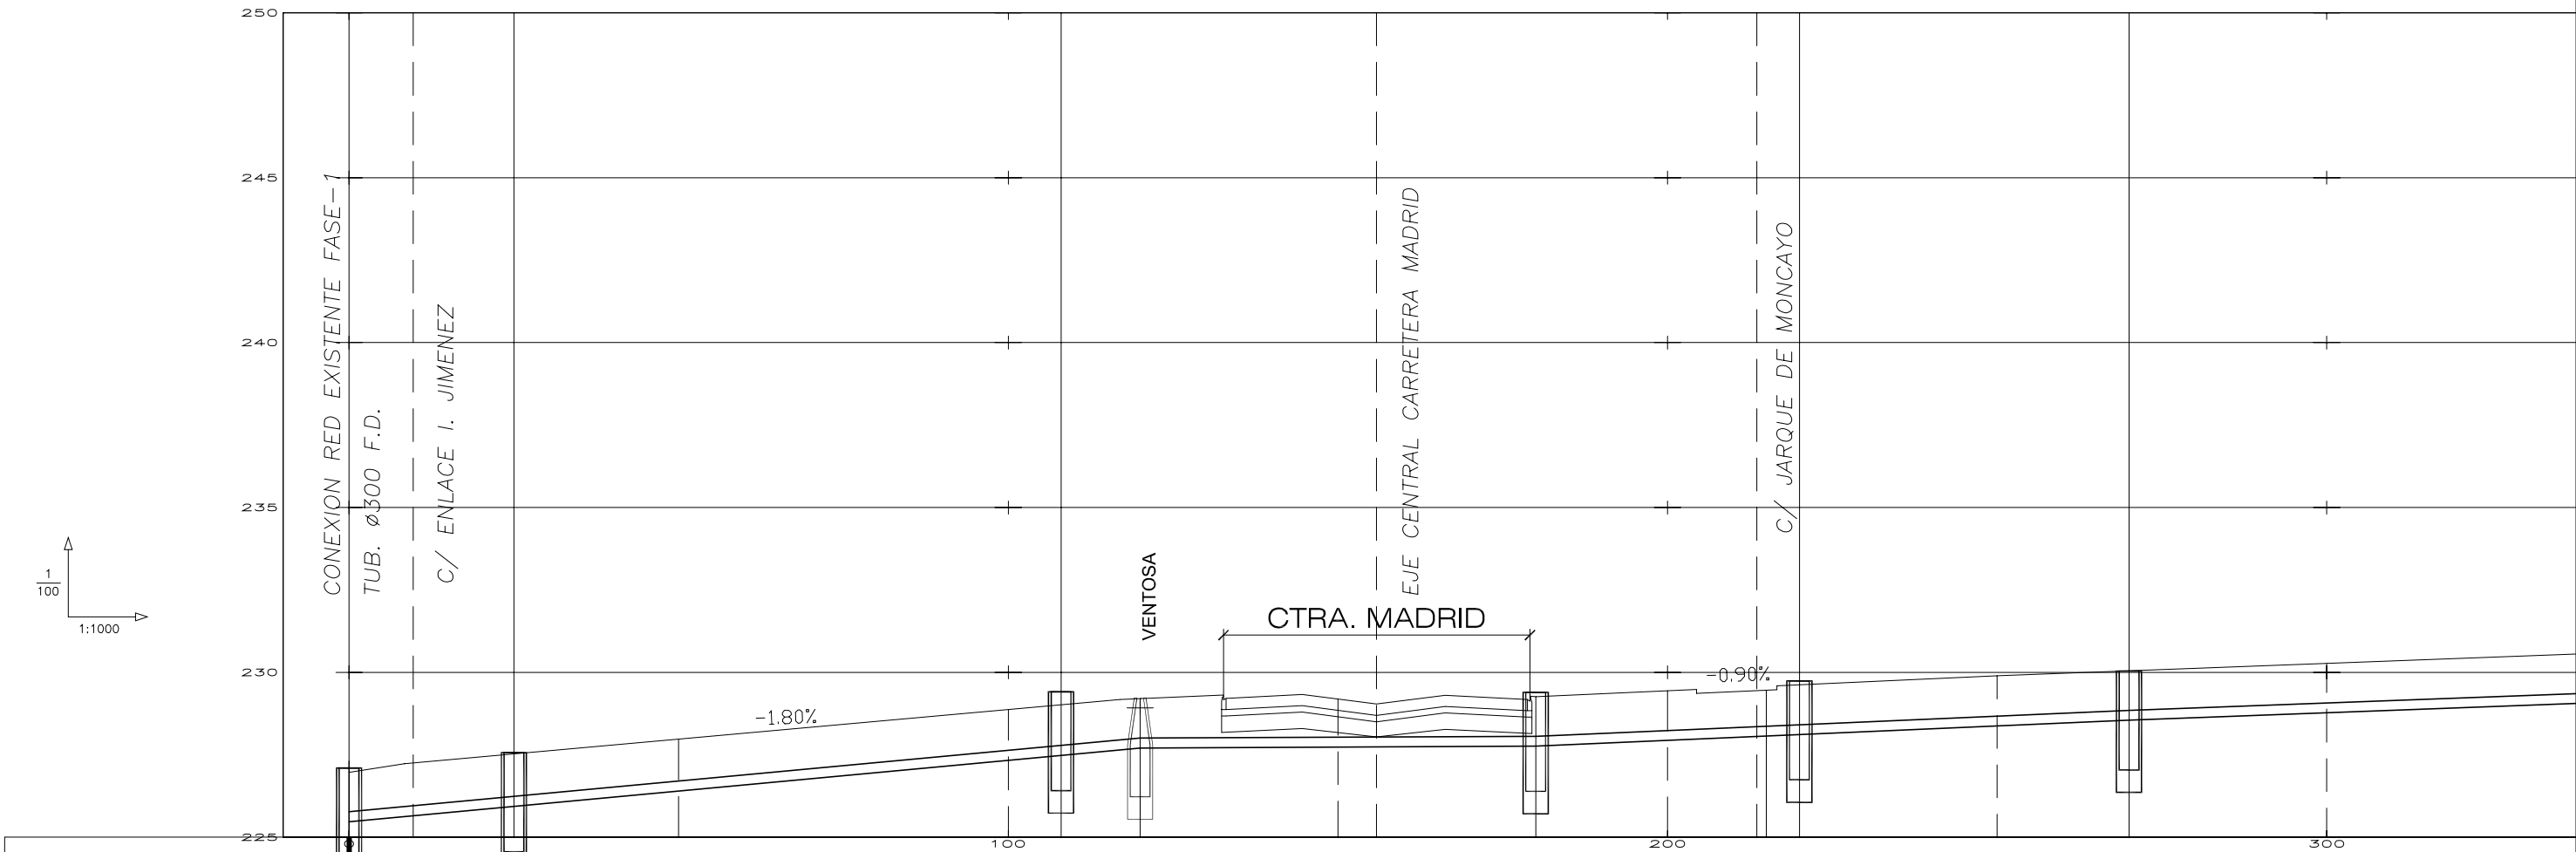 250
245
240
235
230
225
CONEXION RED EXISTENTE FASE-1
TUB. ø300 F.D.
C/ ENLACE I. JIMENEZ
VENTOSA
EJE CENTRAL CARRETERA MADRID
C/ JARQUE DE MONCAYO
CTRA. MADRID
-1.80%
-0.90%
1
100
1:1000
0
100
200
300